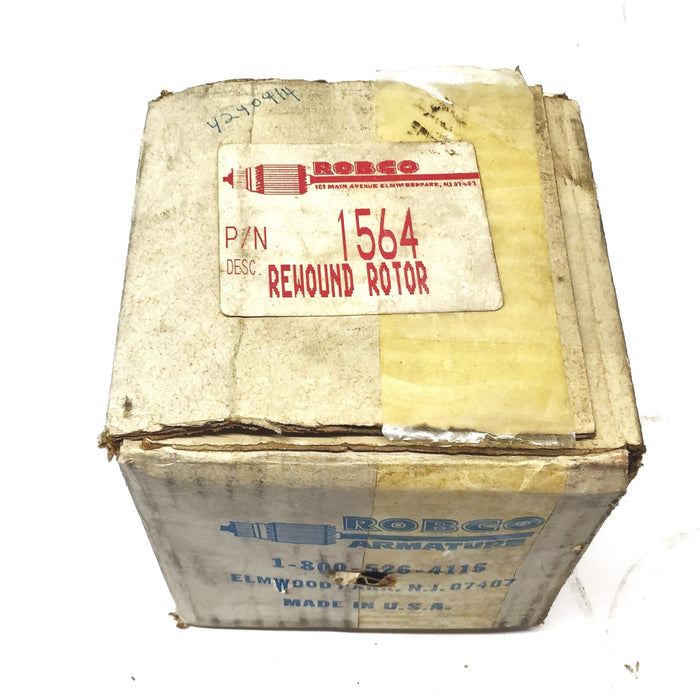 4240914
ROBCO
101 MAIN AVENUE ELMWOOD PARK, NJ 07407
P/N 1564
DESC. REWOUND ROTOR
ROBCO
ARMATURE
1-800-526-4115
ELMWOOD PARK, N.J. 07407
MADE IN U.S.A.